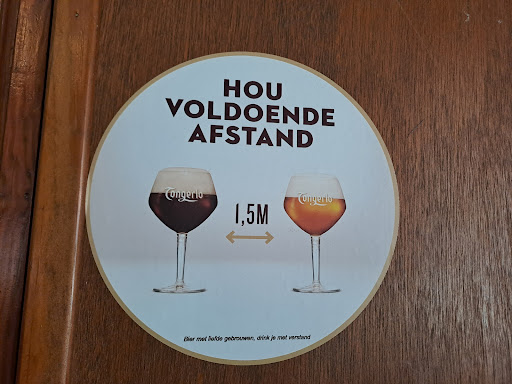 HOU
VOLDOENDE
AFSTAND
Tongerlo
1,5M
Tongerlo
Bier met liefde gebrouwen, drink je met verstand